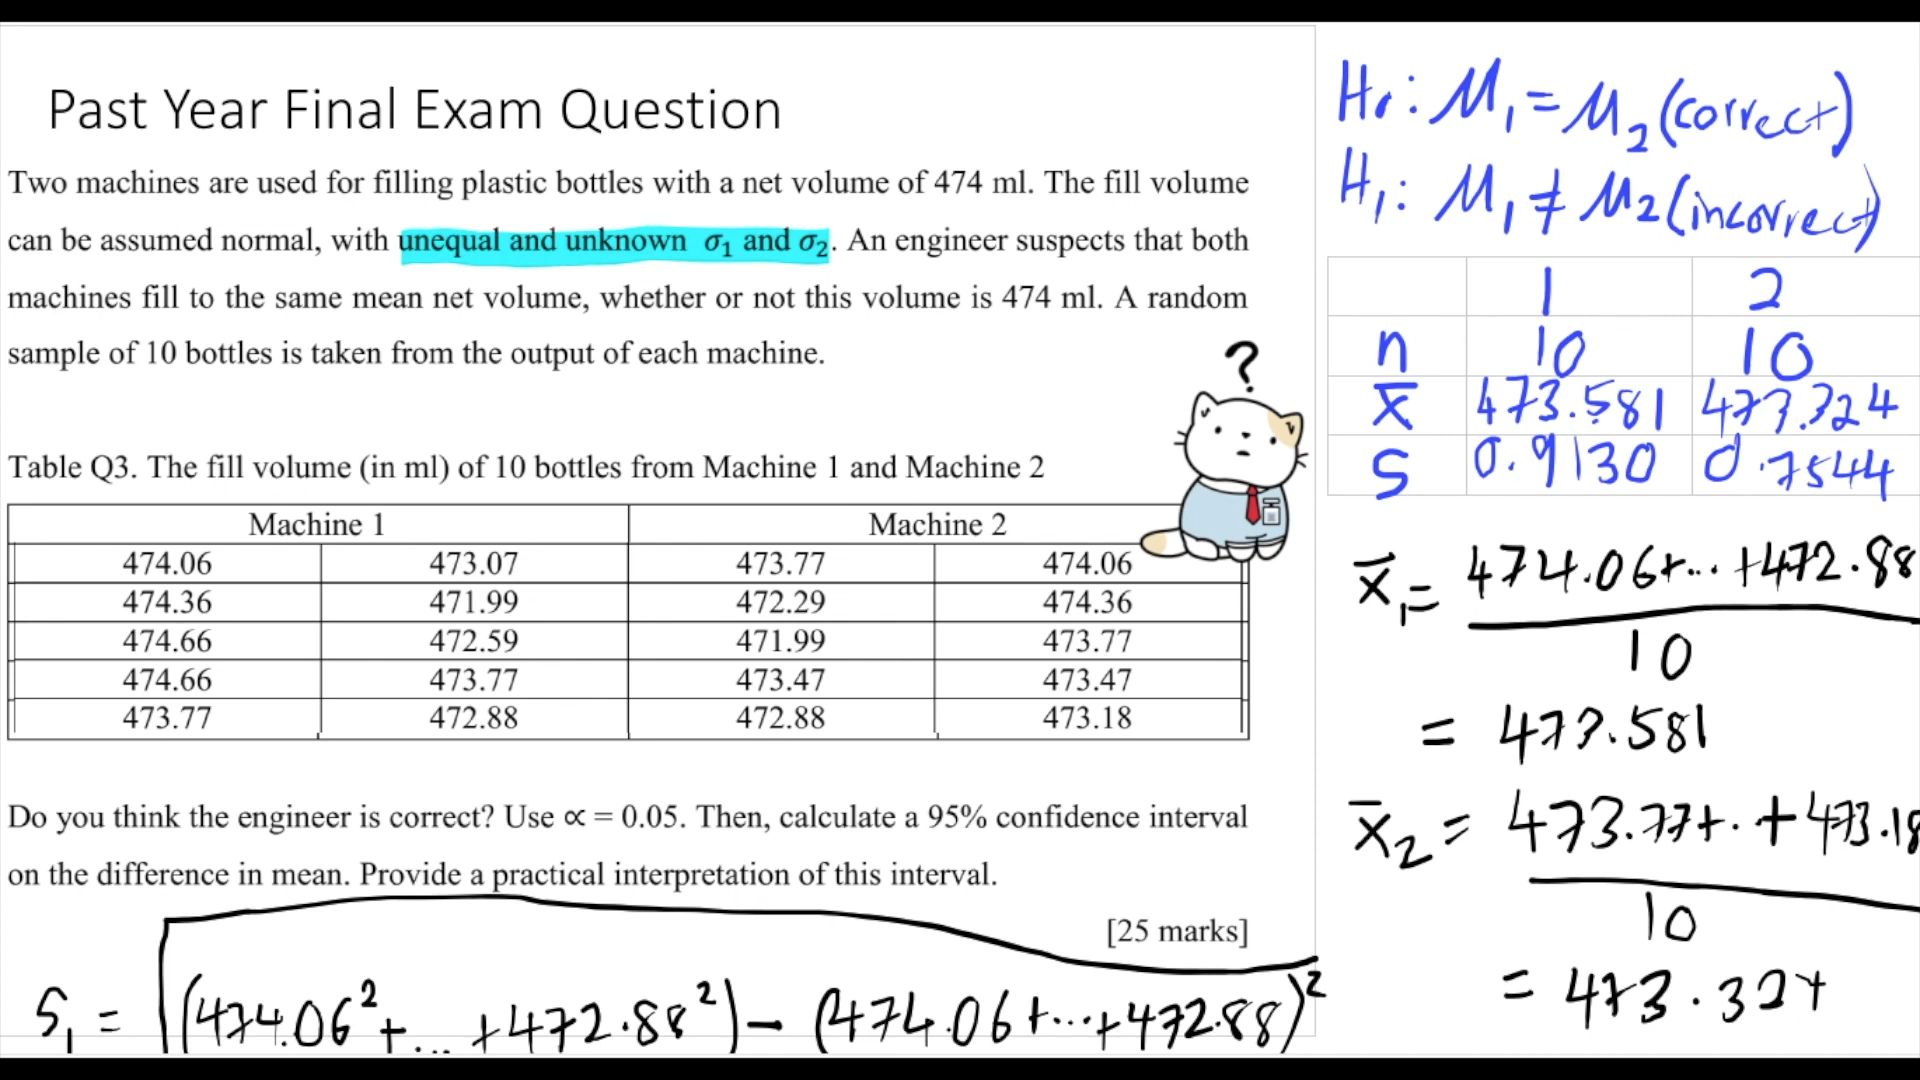 Past Year Final Exam Question
Two machines are used for filling plastic bottles with a net volume of 474 ml. The fill volume
can be assumed normal, with unequal and unknown σ₁ and σ₂. An engineer suspects that both
machines fill to the same mean net volume, whether or not this volume is 474 ml. A random
sample of 10 bottles is taken from the output of each machine.
?
Table Q3. The fill volume (in ml) of 10 bottles from Machine 1 and Machine 2
Machine 1 Machine 2
474.06 473.07 473.77 474.06
474.36 471.99 472.29 474.36
474.66 472.59 471.99 473.77
474.66 473.77 473.47 473.47
473.77 472.88 472.88 473.18
Do you think the engineer is correct? Use ∝ = 0.05. Then, calculate a 95% confidence interval
on the difference in mean. Provide a practical interpretation of this interval.
[25 marks]
S₁ = √(474.06² + ... + 472.88²) − (474.06 + ... + 472.88)²
H₀: M₁ = M₂ (correct)
H₁: M₁ ≠ M₂ (incorrect)
1 2
n 10 10
x̄ 473.581 473.324
S 0.9130 0.7544
x̄₁ = 474.06+...+472.88
10
= 473.581
x̄₂ = 473.77+..+473.18
10
= 473.324